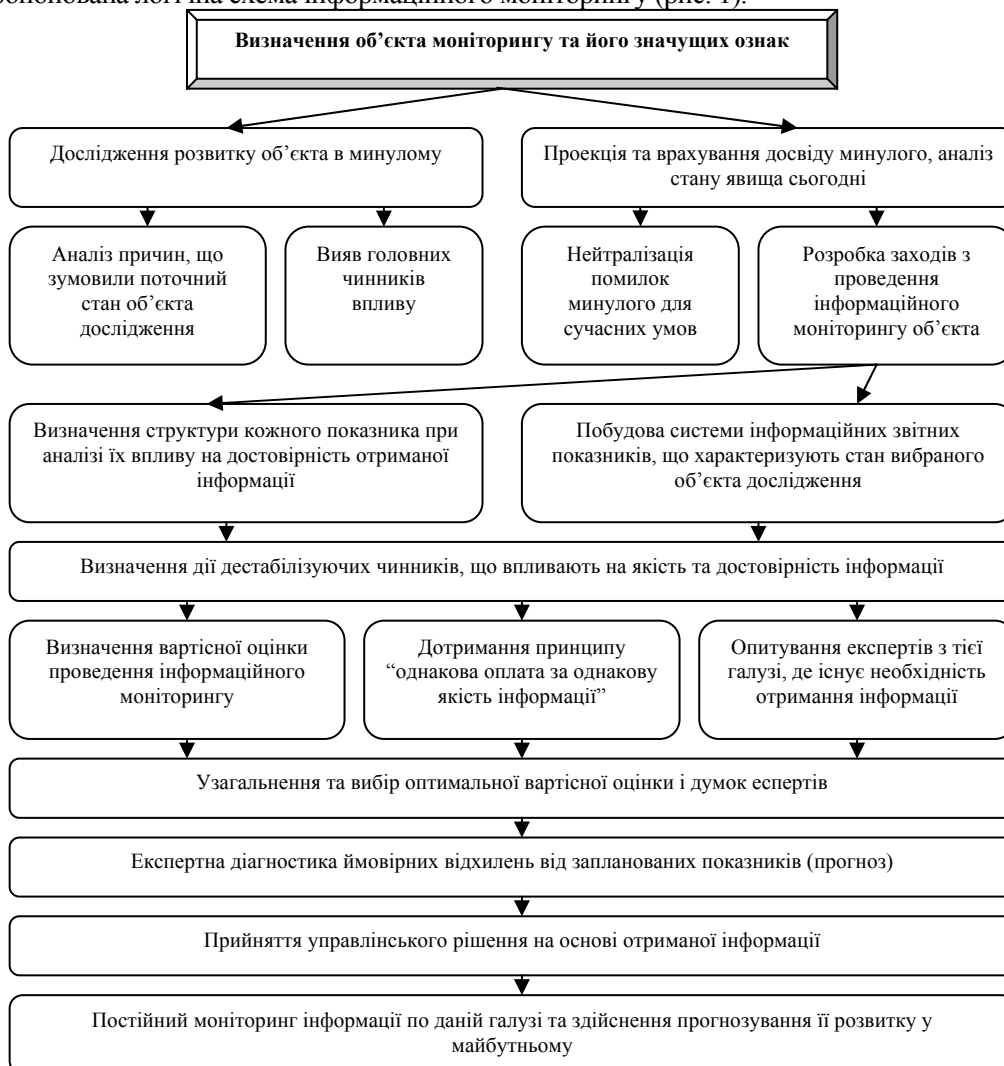 логічна схема інформаційного моніторингу (рис. 1).
Визначення об’єкта моніторингу та його значущих ознак
Дослідження розвитку об’єкта в минулому
Проекція та врахування досвіду минулого, аналіз
стану явища сьогодні
Аналіз причин, що
зумовили поточний
стан об’єкта
дослідження
Вияв головних
чинників
впливу
Нейтралізація
помилок
минулого для
сучасних умов
Розробка заходів з
проведення
інформаційного
моніторингу об’єкта
Визначення структури кожного показника при
аналізі їх впливу на достовірність отриманої
інформації
Побудова системи інформаційних звітних
показників, що характеризують стан вибраного
об’єкта дослідження
Визначення дії дестабілізуючих чинників, що впливають на якість та достовірність інформації
Визначення вартісної оцінки
проведення інформаційного
моніторингу
Дотримання принципу
“однакова оплата за однакову
якість інформації”
Опитування експертів з тієї
галузі, де існує необхідність
отримання інформації
Узагальнення та вибір оптимальної вартісної оцінки і думок еспертів
Експертна діагностика ймовірних відхилень від запланованих показників (прогноз)
Прийняття управлінського рішення на основі отриманої інформації
Постійний моніторинг інформації по даній галузі та здійснення прогнозування її розвитку у
майбутньому